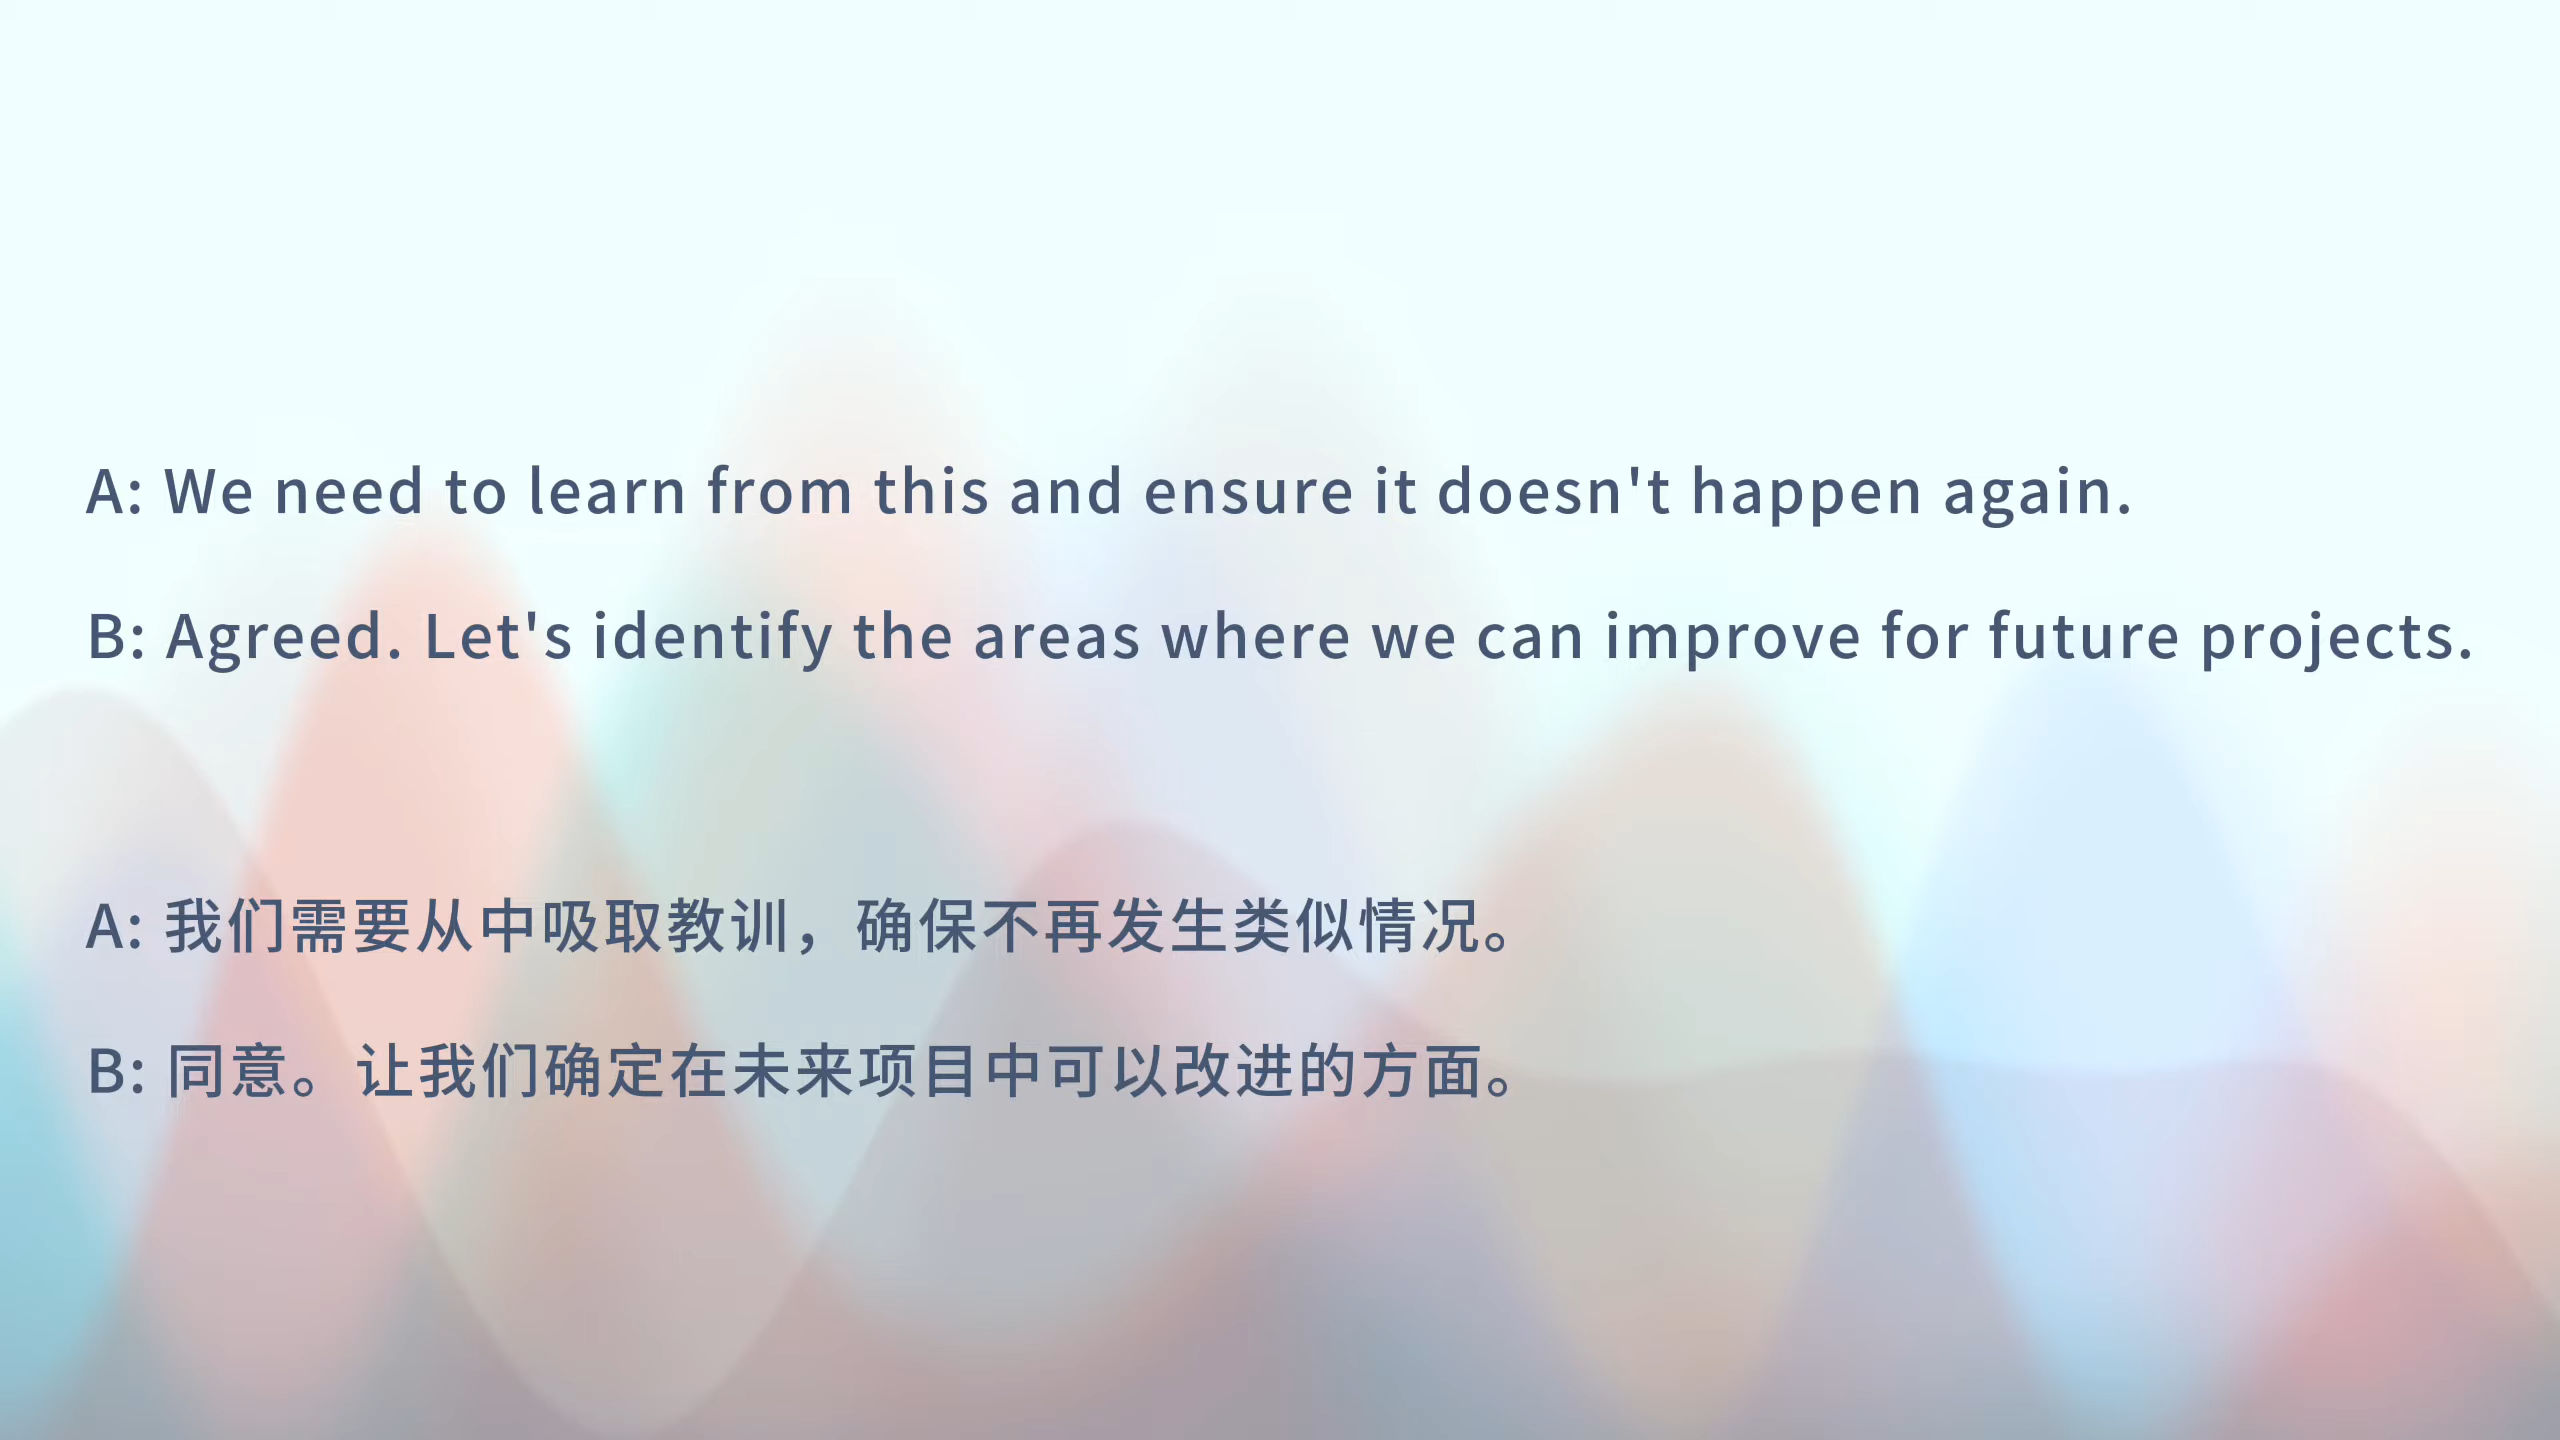 A: We need to learn from this and ensure it doesn't happen again.
B: Agreed. Let's identify the areas where we can improve for future projects.
A: 我们需要从中吸取教训，确保不再发生类似情况。
B: 同意。让我们确定在未来项目中可以改进的方面。